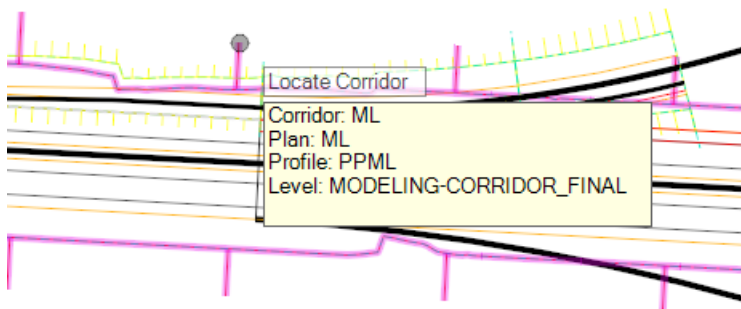 Locate Corridor
Corridor: ML
Plan: ML
Profile: PPML
Level: MODELING-CORRIDOR_FINAL